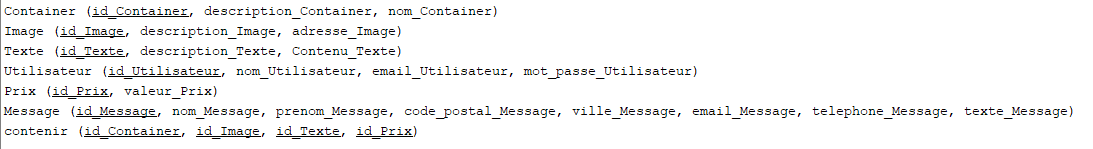 Container (id_Container, description_Container, nom_Container)
Image (id_Image, description_Image, adresse_Image)
Texte (id_Texte, description_Texte, Contenu_Texte)
Utilisateur (id_Utilisateur, nom_Utilisateur, email_Utilisateur, mot_passe_Utilisateur)
Prix (id_Prix, valeur_Prix)
Message (id_Message, nom_Message, prenom_Message, code_postal_Message, ville_Message, email_Message, telephone_Message, texte_Message)
contenir (id_Container, id_Image, id_Texte, id_Prix)